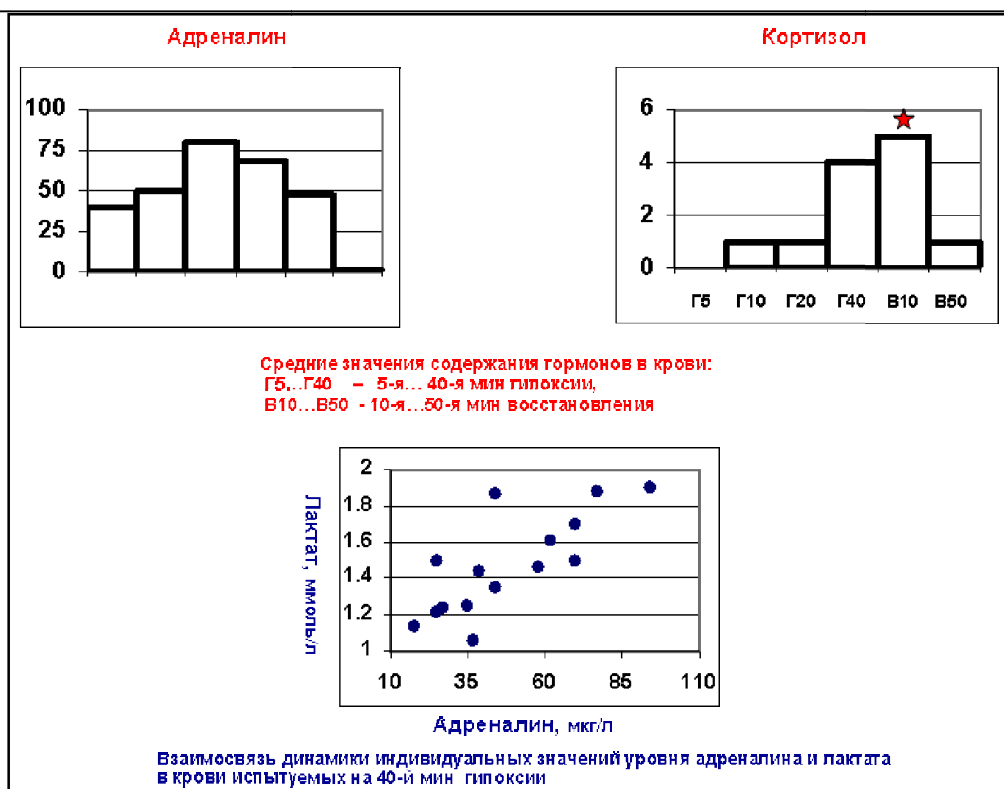 Адреналин
Кортизол
100
75
50
25
0
6
4
2
0
Г5 Г10 Г20 Г40 В10 В50
Средние значения содержания гормонов в крови:
Г5...Г40 – 5-я... 40-я мин гипоксии,
В10...В50 - 10-я...50-я мин восстановления
Лактат, ммоль/л
2
1.8
1.6
1.4
1.2
1
10 35 60 85 110
Адреналин, мкг/л
Взаимосвязь динамики индивидуальных значений уровня адреналина и лактата
в крови испытуемых на 40-й мин гипоксии